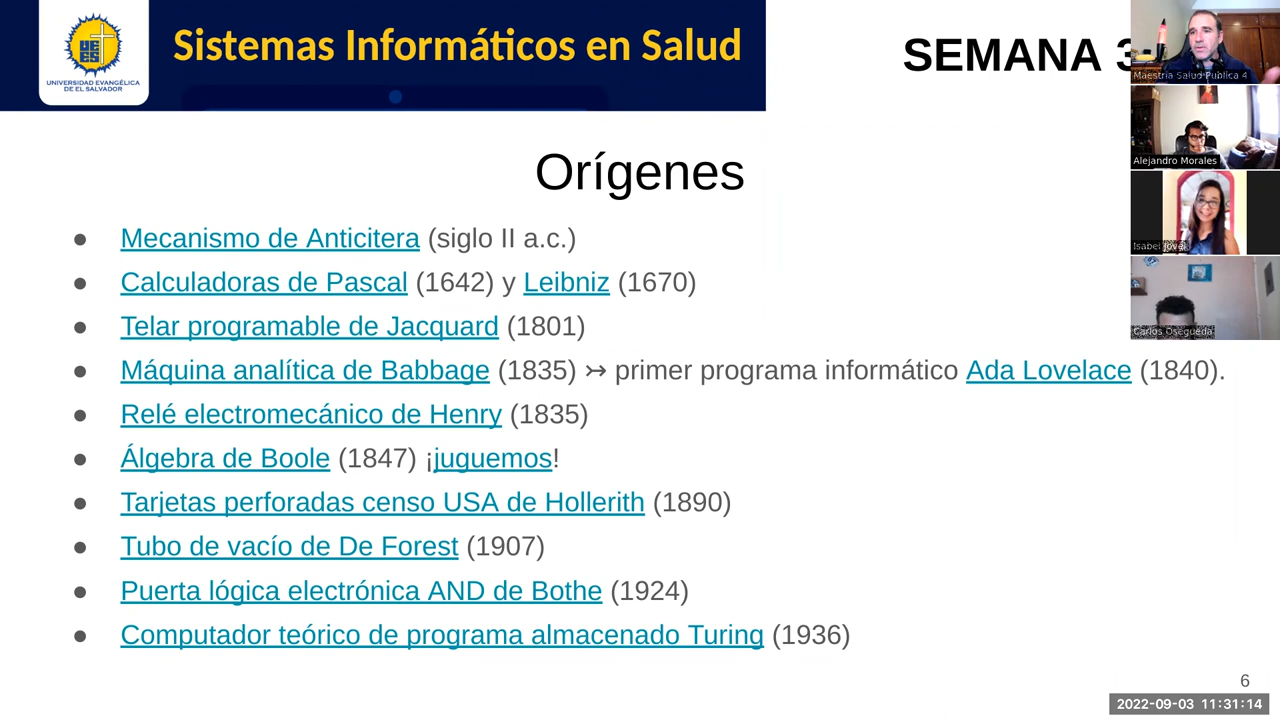 UNIVERSIDAD EVANGÉLICA
DE EL SALVADOR
Sistemas Informáticos en Salud
SEMANA 3
Maestría Salud Pública 4
Alejandro Morales
Isabel Jovel
Carlos Osegueda
Orígenes
● Mecanismo de Anticitera (siglo II a.c.)
● Calculadoras de Pascal (1642) y Leibniz (1670)
● Telar programable de Jacquard (1801)
● Máquina analítica de Babbage (1835) ↣ primer programa informático Ada Lovelace (1840).
● Relé electromecánico de Henry (1835)
● Álgebra de Boole (1847) ¡juguemos!
● Tarjetas perforadas censo USA de Hollerith (1890)
● Tubo de vacío de De Forest (1907)
● Puerta lógica electrónica AND de Bothe (1924)
● Computador teórico de programa almacenado Turing (1936)
6
2022-09-03 11:31:14